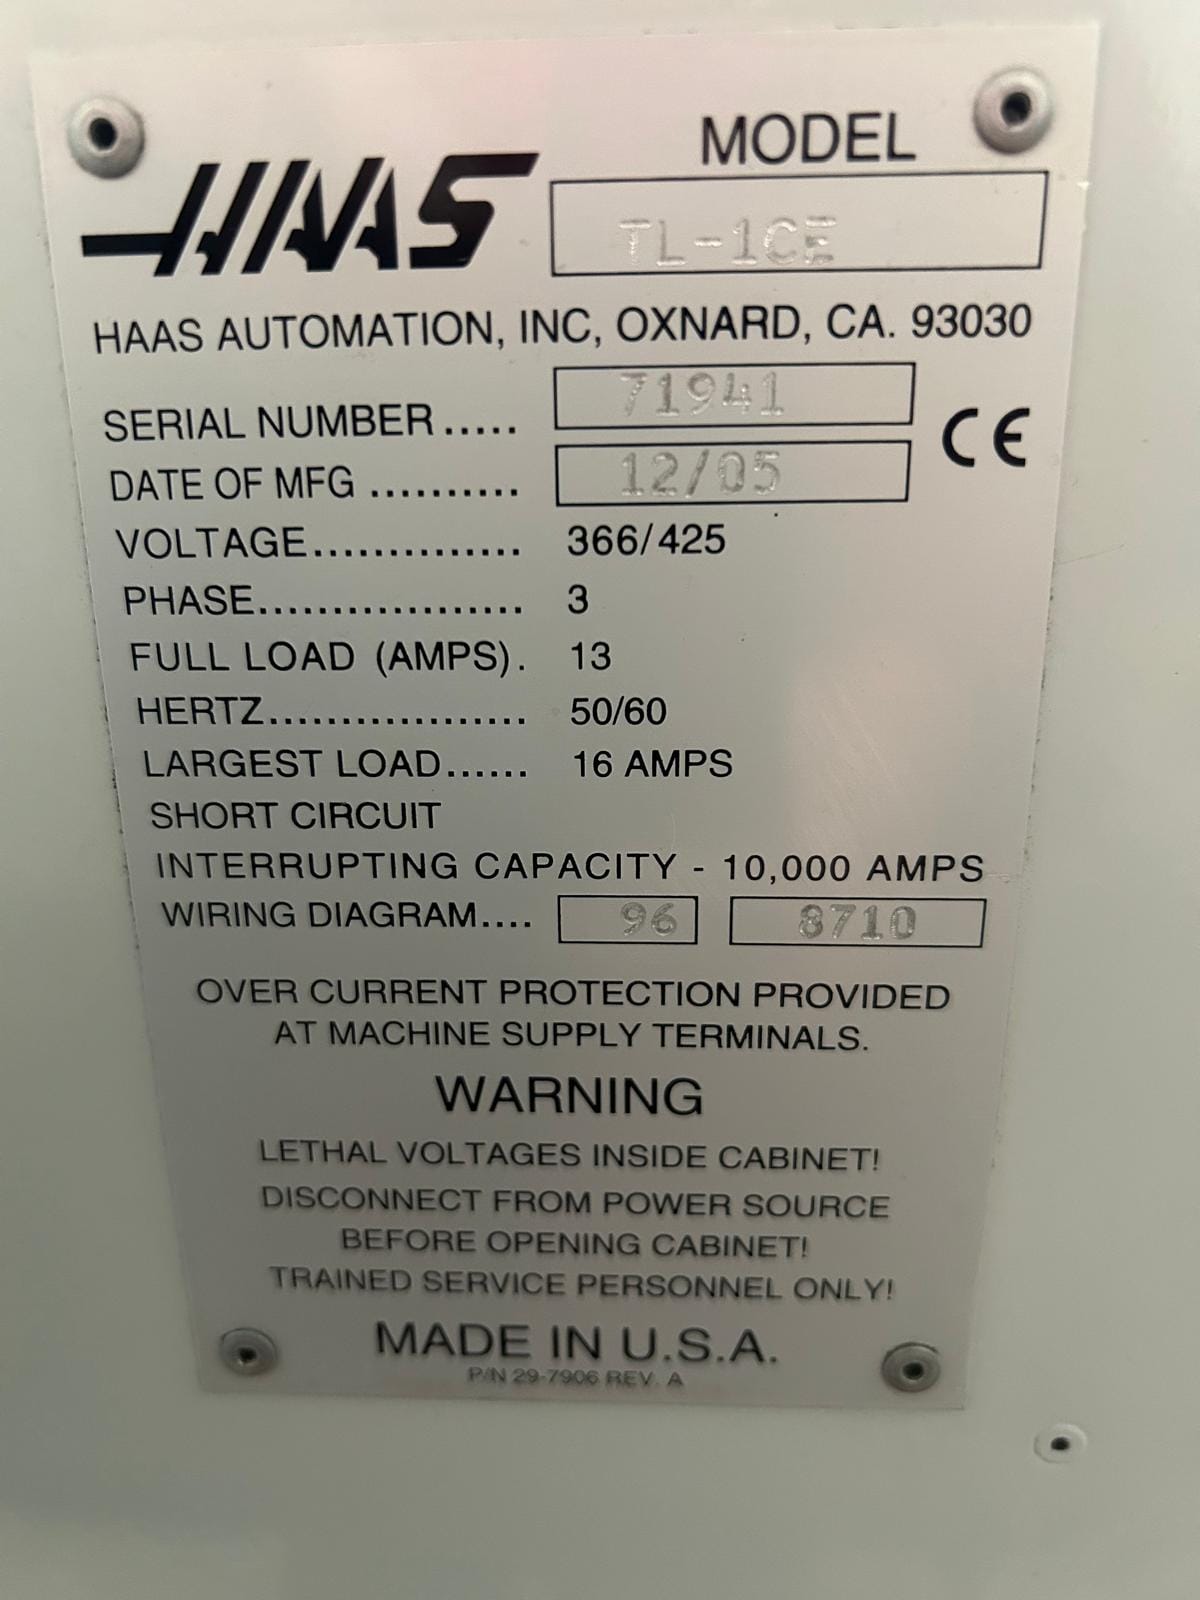 HAAS
MODEL
TL-1CE
HAAS AUTOMATION, INC, OXNARD, CA. 93030
SERIAL NUMBER ..... 71941
CE
DATE OF MFG .......... 12/05
VOLTAGE.............. 366/425
PHASE.................. 3
FULL LOAD (AMPS). 13
HERTZ.................. 50/60
LARGEST LOAD...... 16 AMPS
SHORT CIRCUIT
INTERRUPTING CAPACITY - 10,000 AMPS
WIRING DIAGRAM.... 96 8710
OVER CURRENT PROTECTION PROVIDED
AT MACHINE SUPPLY TERMINALS.
WARNING
LETHAL VOLTAGES INSIDE CABINET!
DISCONNECT FROM POWER SOURCE
BEFORE OPENING CABINET!
TRAINED SERVICE PERSONNEL ONLY!
MADE IN U.S.A.
P/N 29-7906 REV. A